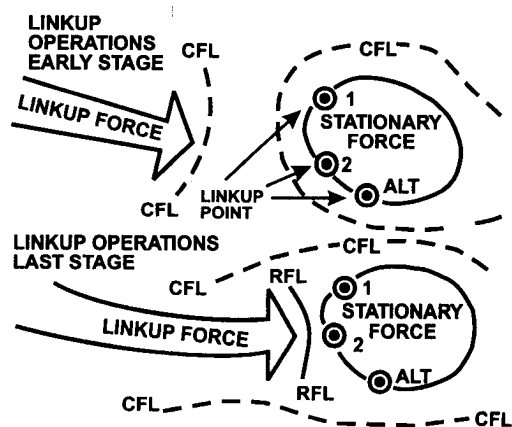 LINKUP
OPERATIONS
EARLY STAGE
CFL
CFL
LINKUP FORCE
1
STATIONARY
FORCE
2
ALT
LINKUP
POINT
CFL
LINKUP OPERATIONS
LAST STAGE
CFL
CFL
RFL
1
STATIONARY
FORCE
LINKUP FORCE
2
ALT
RFL
CFL
CFL